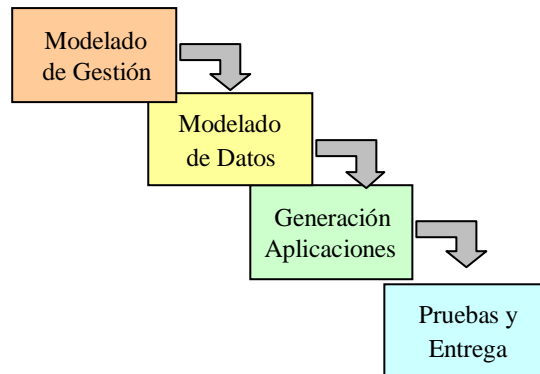 Modelado
de Gestión
Modelado
de Datos
Generación
Aplicaciones
Pruebas y
Entrega